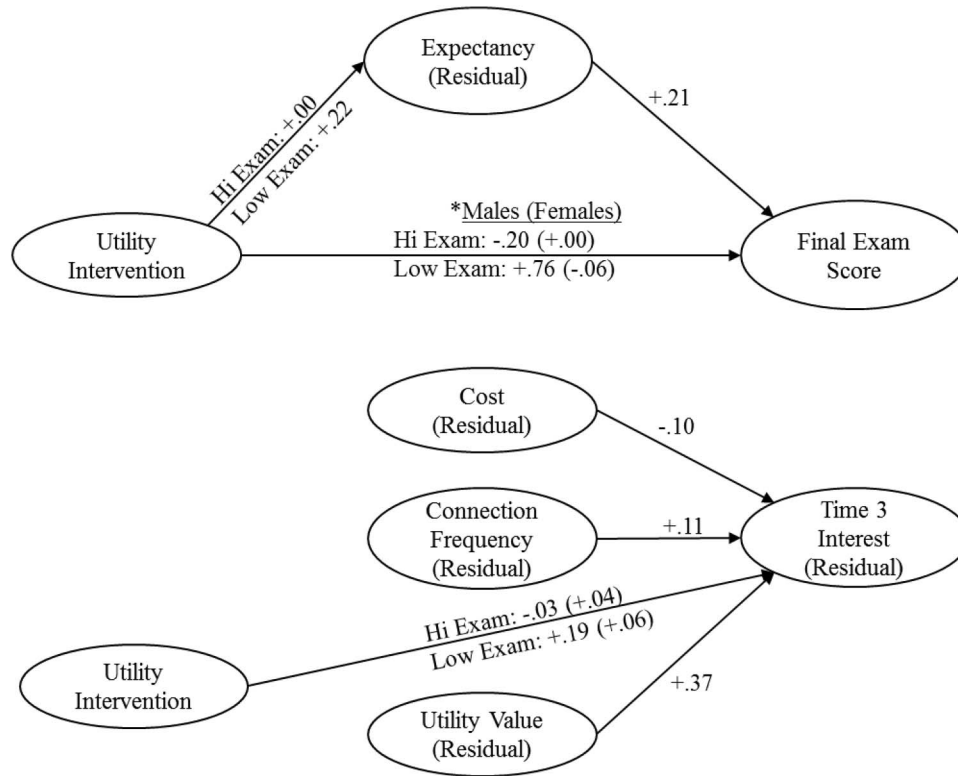 Expectancy
(Residual)
Hi Exam: +.00
Low Exam: +.22
+.21
*Males (Females)
Utility
Intervention
Hi Exam: -.20 (+.00)
Low Exam: +.76 (-.06)
Final Exam
Score
Cost
(Residual)
-.10
Connection
Frequency
(Residual)
+.11
Time 3
Interest
(Residual)
Hi Exam: -.03 (+.04)
Low Exam: +.19 (+.06)
Utility
Intervention
+.37
Utility Value
(Residual)